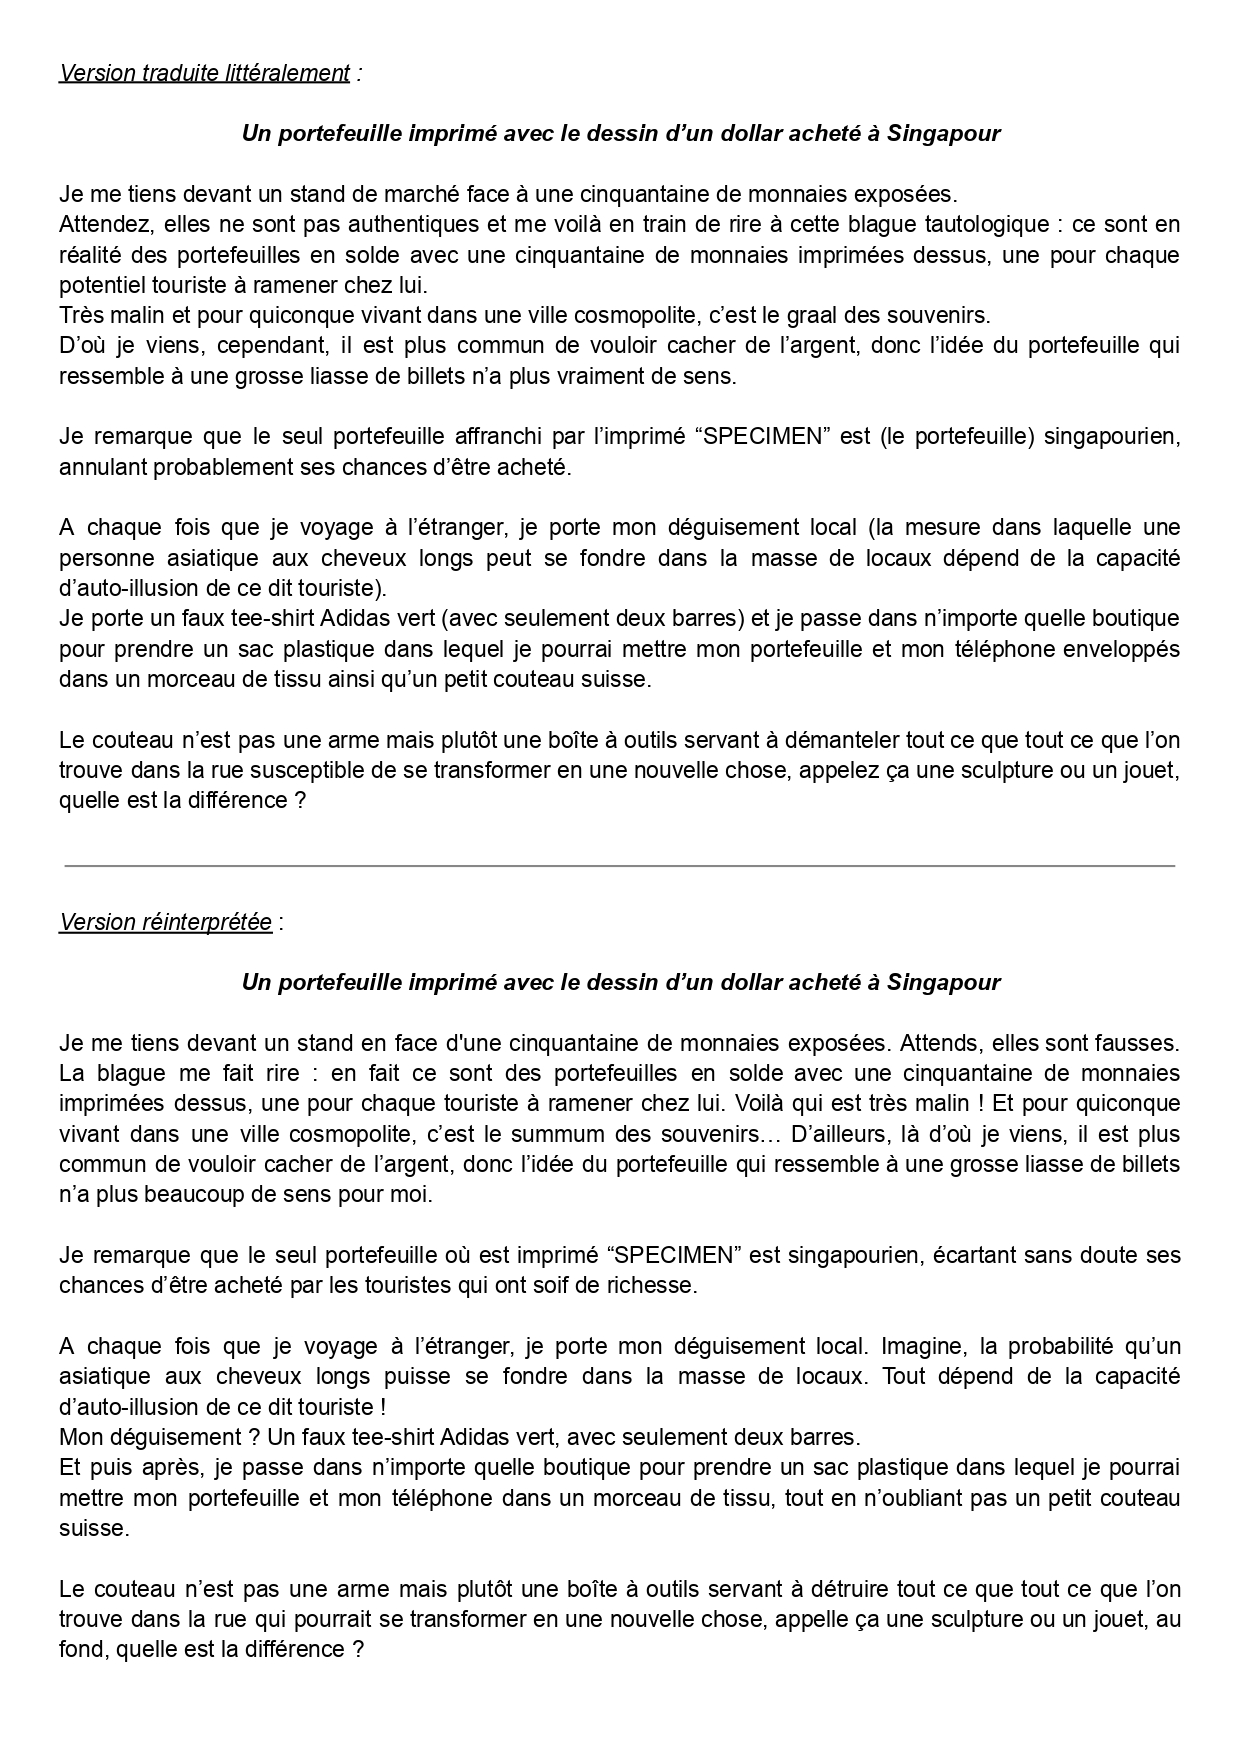 Version traduite littéralement :
Un portefeuille imprimé avec le dessin d’un dollar acheté à Singapour
Je me tiens devant un stand de marché face à une cinquantaine de monnaies exposées.
Attendez, elles ne sont pas authentiques et me voilà en train de rire à cette blague tautologique : ce sont en
réalité des portefeuilles en solde avec une cinquantaine de monnaies imprimées dessus, une pour chaque
potentiel touriste à ramener chez lui.
Très malin et pour quiconque vivant dans une ville cosmopolite, c’est le graal des souvenirs.
D’où je viens, cependant, il est plus commun de vouloir cacher de l’argent, donc l’idée du portefeuille qui
ressemble à une grosse liasse de billets n’a plus vraiment de sens.
Je remarque que le seul portefeuille affranchi par l’imprimé “SPECIMEN” est (le portefeuille) singapourien,
annulant probablement ses chances d’être acheté.
A chaque fois que je voyage à l’étranger, je porte mon déguisement local (la mesure dans laquelle une
personne asiatique aux cheveux longs peut se fondre dans la masse de locaux dépend de la capacité
d’auto-illusion de ce dit touriste).
Je porte un faux tee-shirt Adidas vert (avec seulement deux barres) et je passe dans n’importe quelle boutique
pour prendre un sac plastique dans lequel je pourrai mettre mon portefeuille et mon téléphone enveloppés
dans un morceau de tissu ainsi qu’un petit couteau suisse.
Le couteau n’est pas une arme mais plutôt une boîte à outils servant à démanteler tout ce que tout ce que l’on
trouve dans la rue susceptible de se transformer en une nouvelle chose, appelez ça une sculpture ou un jouet,
quelle est la différence ?
Version réinterprétée :
Un portefeuille imprimé avec le dessin d’un dollar acheté à Singapour
Je me tiens devant un stand en face d'une cinquantaine de monnaies exposées. Attends, elles sont fausses.
La blague me fait rire : en fait ce sont des portefeuilles en solde avec une cinquantaine de monnaies
imprimées dessus, une pour chaque touriste à ramener chez lui. Voilà qui est très malin ! Et pour quiconque
vivant dans une ville cosmopolite, c’est le summum des souvenirs… D’ailleurs, là d’où je viens, il est plus
commun de vouloir cacher de l’argent, donc l’idée du portefeuille qui ressemble à une grosse liasse de billets
n’a plus beaucoup de sens pour moi.
Je remarque que le seul portefeuille où est imprimé “SPECIMEN” est singapourien, écartant sans doute ses
chances d’être acheté par les touristes qui ont soif de richesse.
A chaque fois que je voyage à l’étranger, je porte mon déguisement local. Imagine, la probabilité qu’un
asiatique aux cheveux longs puisse se fondre dans la masse de locaux. Tout dépend de la capacité
d’auto-illusion de ce dit touriste !
Mon déguisement ? Un faux tee-shirt Adidas vert, avec seulement deux barres.
Et puis après, je passe dans n’importe quelle boutique pour prendre un sac plastique dans lequel je pourrai
mettre mon portefeuille et mon téléphone dans un morceau de tissu, tout en n’oubliant pas un petit couteau
suisse.
Le couteau n’est pas une arme mais plutôt une boîte à outils servant à détruire tout ce que tout ce que l’on
trouve dans la rue qui pourrait se transformer en une nouvelle chose, appelle ça une sculpture ou un jouet, au
fond, quelle est la différence ?